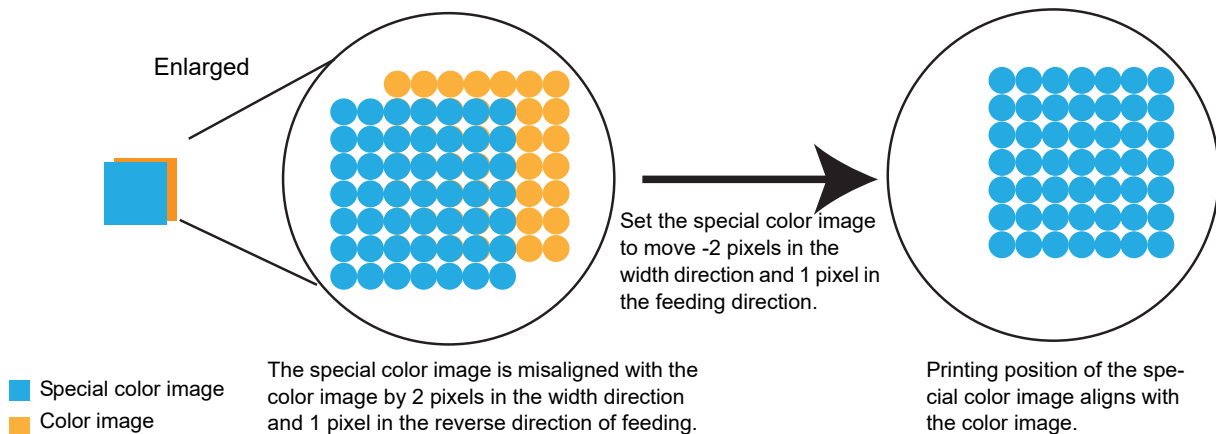 Enlarged
Set the special color image
to move -2 pixels in the
width direction and 1 pixel in
the feeding direction.
Special color image
Color image
The special color image is misaligned with the
color image by 2 pixels in the width direction
and 1 pixel in the reverse direction of feeding.
Printing position of the spe-
cial color image aligns with
the color image.